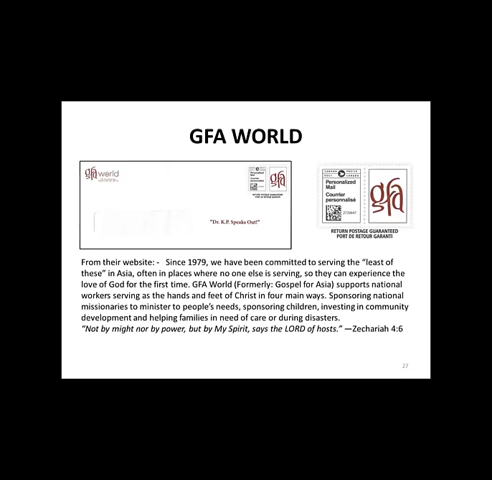 GFA WORLD
gfa world
"Dr. K.P. Speaks Out!"
Personalized
Mail
Courrier
personnalisé
gfa
RETURN POSTAGE GUARANTEED
PORT DE RETOUR GARANTI
From their website: - Since 1979, we have been committed to serving the “least of
these” in Asia, often in places where no one else is serving, so they can experience the
love of God for the first time. GFA World (Formerly: Gospel for Asia) supports national
workers serving as the hands and feet of Christ in four main ways. Sponsoring national
missionaries to minister to people’s needs, sponsoring children, investing in community
development and helping families in need of care or during disasters.
“Not by might nor by power, but by My Spirit, says the LORD of hosts.” —Zechariah 4:6
27